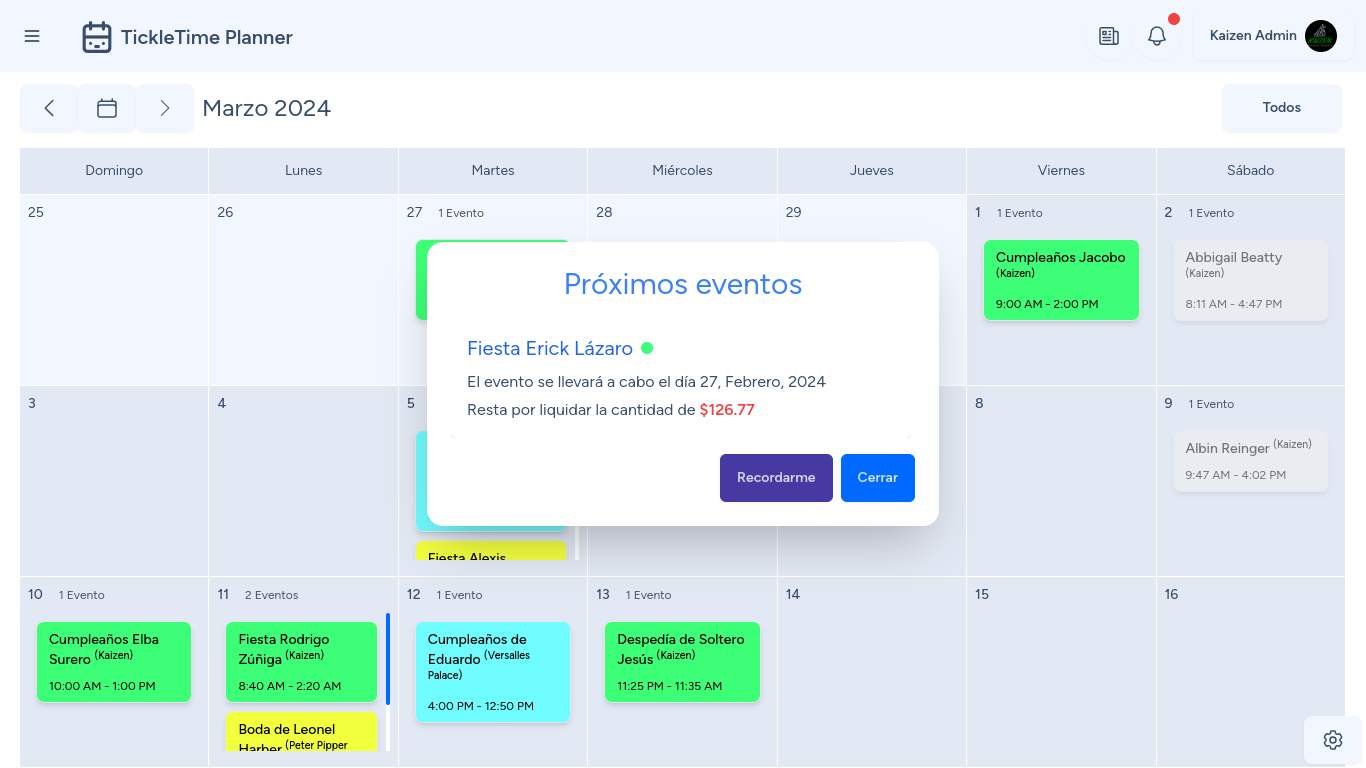 TickleTime Planner
Kaizen Admin
Marzo 2024
Todos
Domingo
Lunes
Martes
Miércoles
Jueves
Viernes
Sábado
25
26
27 1 Evento
28
29
1 1 Evento
Cumpleaños Jacobo
(Kaizen)
9:00 AM - 2:00 PM
2 1 Evento
Abbigail Beatty
(Kaizen)
8:11 AM - 4:47 PM
Próximos eventos
Fiesta Erick Lázaro
El evento se llevará a cabo el día 27, Febrero, 2024
Resta por liquidar la cantidad de $126.77
Recordarme
Cerrar
3
4
5
Fiesta Alexis
8
9 1 Evento
Albin Reinger (Kaizen)
9:47 AM - 4:02 PM
10 1 Evento
Cumpleaños Elba
Surero (Kaizen)
10:00 AM - 1:00 PM
11 2 Eventos
Fiesta Rodrigo
Zúñiga (Kaizen)
8:40 AM - 2:20 AM
Boda de Leonel
Harber (Peter Pipper
12 1 Evento
Cumpleaños de
Eduardo (Versalles
Palace)
4:00 PM - 12:50 PM
13 1 Evento
Despedía de Soltero
Jesús (Kaizen)
11:25 PM - 11:35 AM
14
15
16